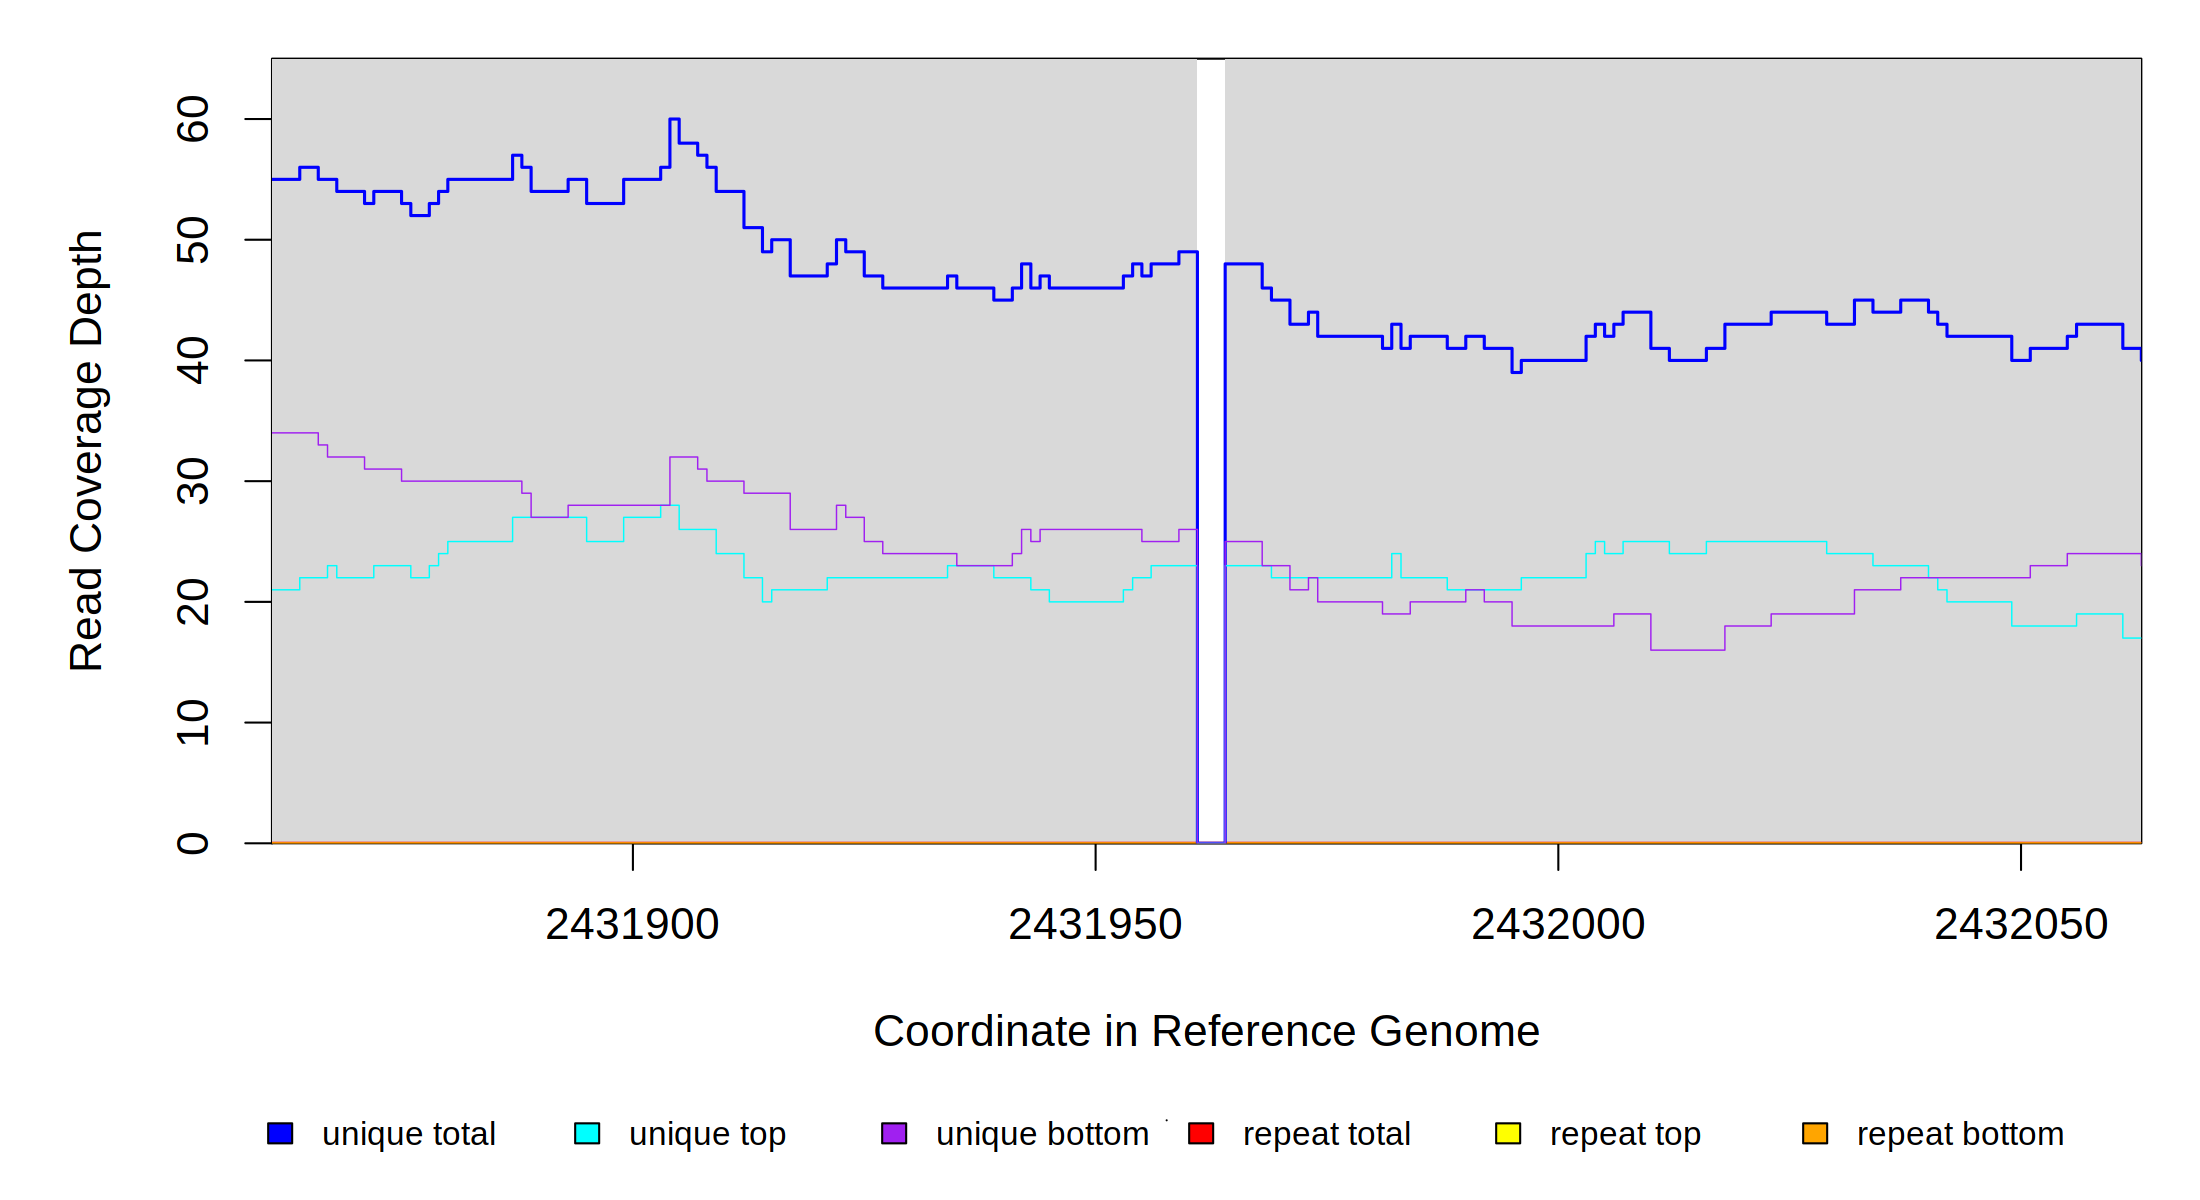 60
50
40
30
20
10
0
Read Coverage Depth
2431900 2431950 2432000 2432050
Coordinate in Reference Genome
unique total unique top unique bottom repeat total repeat top repeat bottom